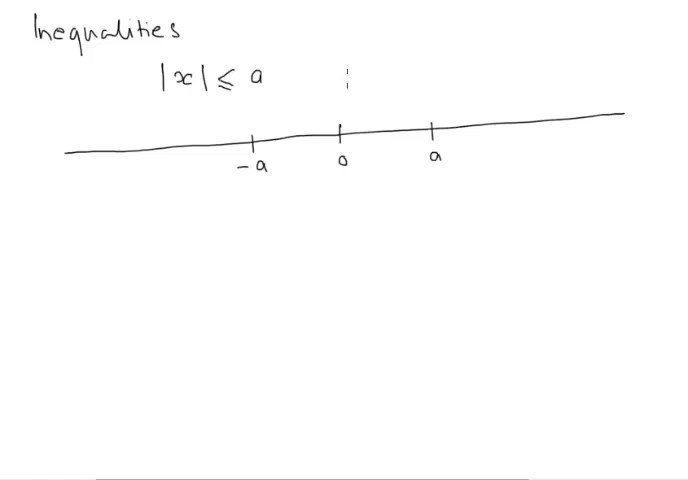 Inequalities
|x| ⩽ a
-a 0 a